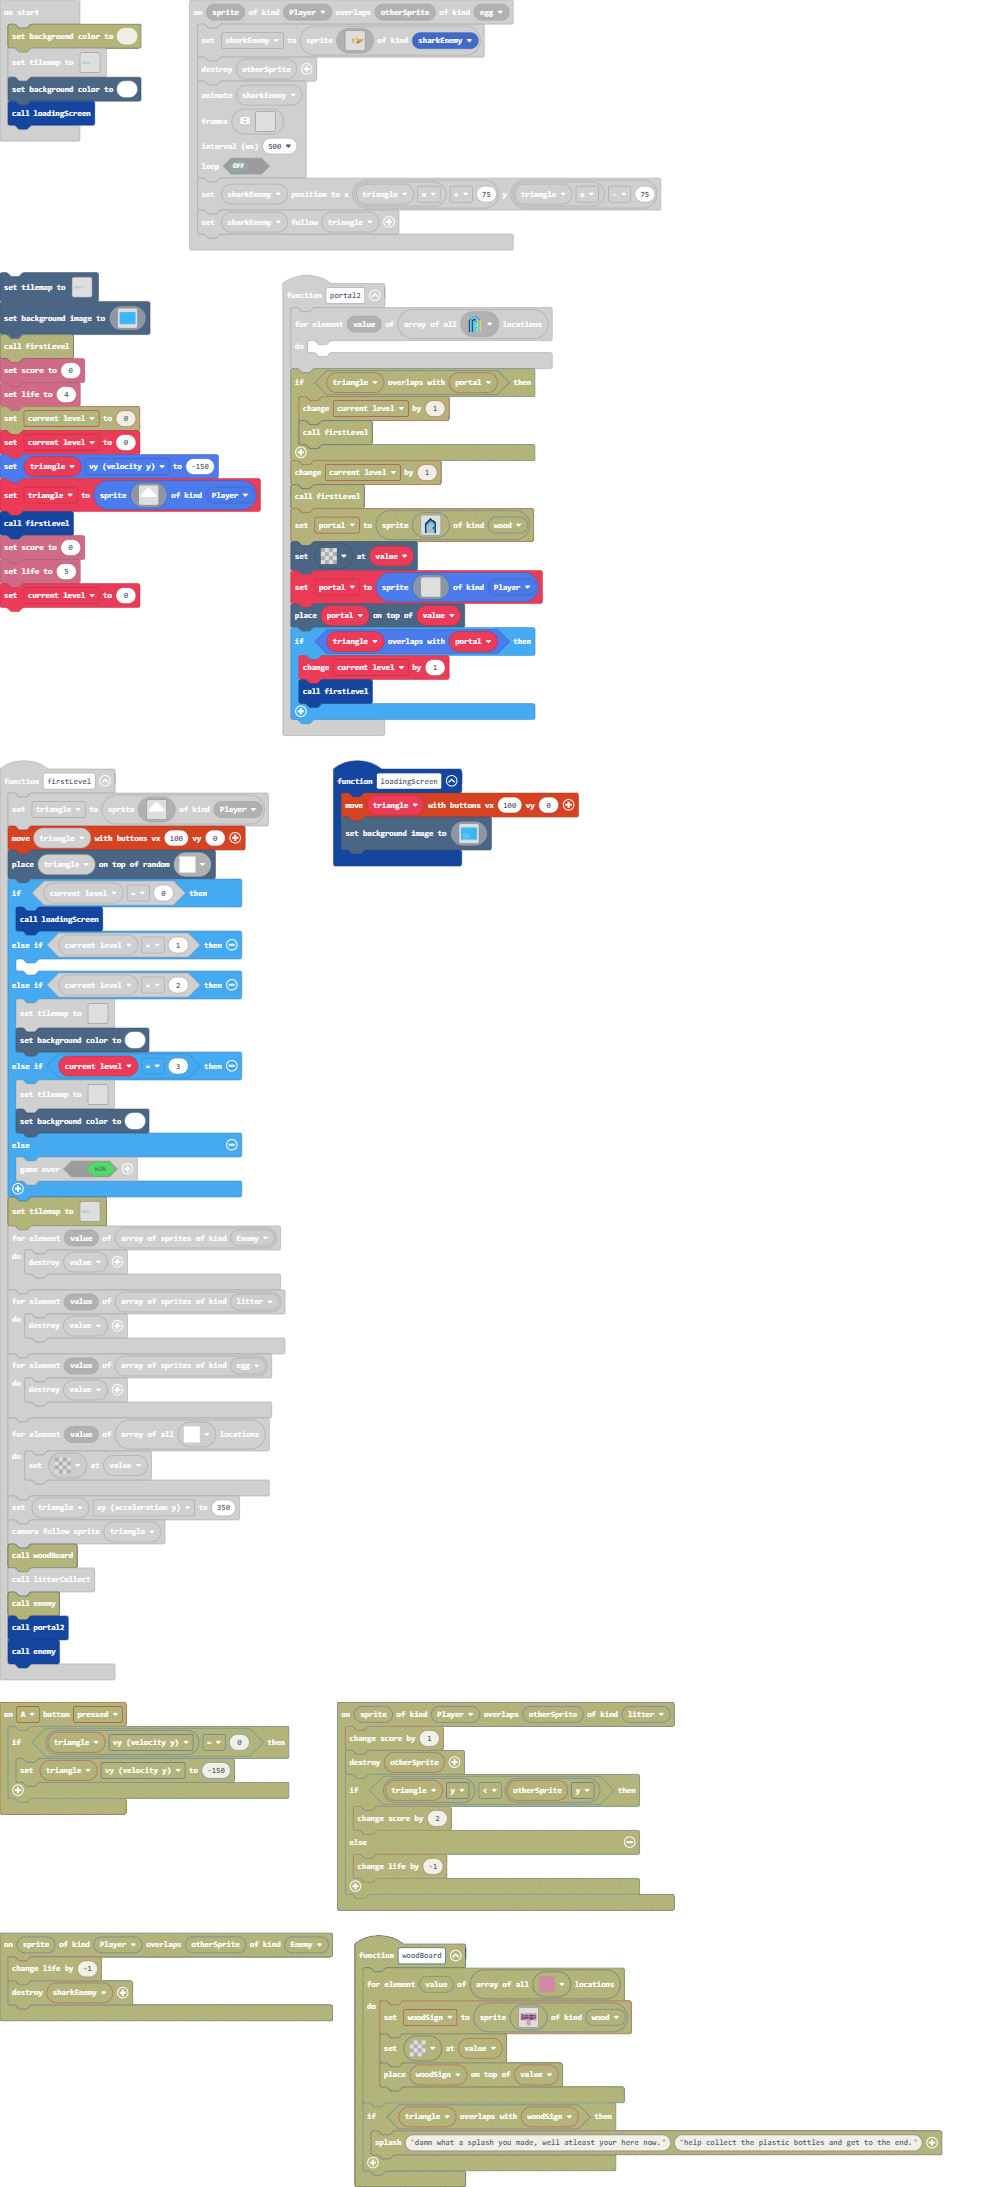 on start
set background color to
set tilemap to
set background color to
call loadingScreen
on sprite of kind Player overlaps otherSprite of kind egg
set sharkEnemy to sprite of kind sharkEnemy
destroy otherSprite
animate sharkEnemy
frames
interval (ms) 500
loop OFF
set sharkEnemy position to x triangle x + 75 y triangle x - 75
set sharkEnemy follow triangle
set tilemap to
set background image to
call firstLevel
set score to 0
set life to 4
set current level to 0
set current level to 0
set triangle vy (velocity y) to -150
set triangle to sprite of kind Player
call firstLevel
set score to 0
set life to 5
set current level to 0
function portal2
for element value of array of all locations
do
if triangle overlaps with portal then
change current level by 1
call firstLevel
change current level by 1
call firstLevel
set portal to sprite of kind wood
set at value
set portal to sprite of kind Player
place portal on top of value
if triangle overlaps with portal then
change current level by 1
call firstLevel
function firstLevel
set triangle to sprite of kind Player
move triangle with buttons vx 100 vy 0
place triangle on top of random
if current level = 0 then
call loadingScreen
else if current level = 1 then
else if current level = 2 then
set tilemap to
set background color to
else if current level = 3 then
set tilemap to
set background color to
else
game over WIN
set tilemap to
for element value of array of sprites of kind Enemy
do destroy value
for element value of array of sprites of kind litter
do destroy value
for element value of array of sprites of kind egg
do destroy value
for element value of array of all locations
do set at value
set triangle ay (acceleration y) to 350
camera follow sprite triangle
call woodBoard
call litterCollect
call enemy
call portal2
call enemy
function loadingScreen
move triangle with buttons vx 100 vy 0
set background image to
on A button pressed
if triangle vy (velocity y) = 0 then
set triangle vy (velocity y) to -150
on sprite of kind Player overlaps otherSprite of kind litter
change score by 1
destroy otherSprite
if triangle y < otherSprite y then
change score by 2
else
change life by -1
on sprite of kind Player overlaps otherSprite of kind Enemy
change life by -1
destroy sharkEnemy
function woodBoard
for element value of array of all locations
do set woodSign to sprite of kind wood
set at value
place woodSign on top of value
if triangle overlaps with woodSign then
splash "damn what a splash you made, well atleast your here now." "help collect the plastic bottles and get to the end."